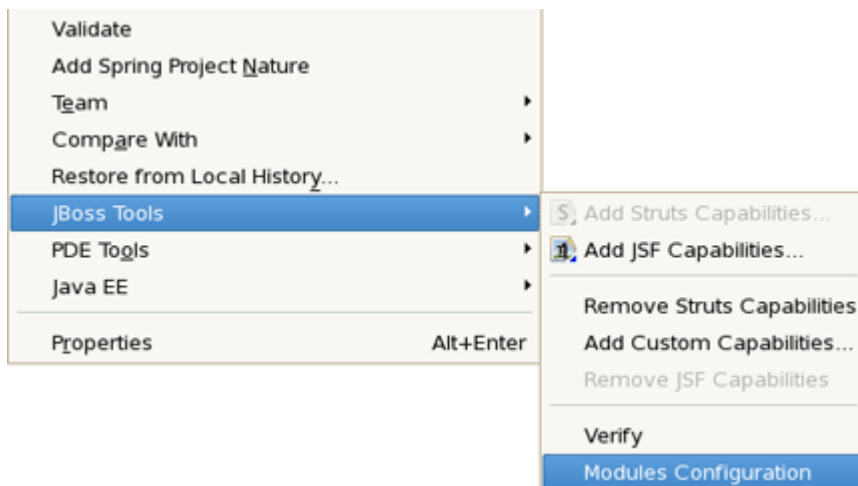 Validate
Add Spring Project Nature
Team
Compare With
Restore from Local History...
JBoss Tools
PDE Tools
Java EE
Properties Alt+Enter
Add Struts Capabilities...
Add JSF Capabilities...
Remove Struts Capabilities
Add Custom Capabilities...
Remove JSF Capabilities
Verify
Modules Configuration